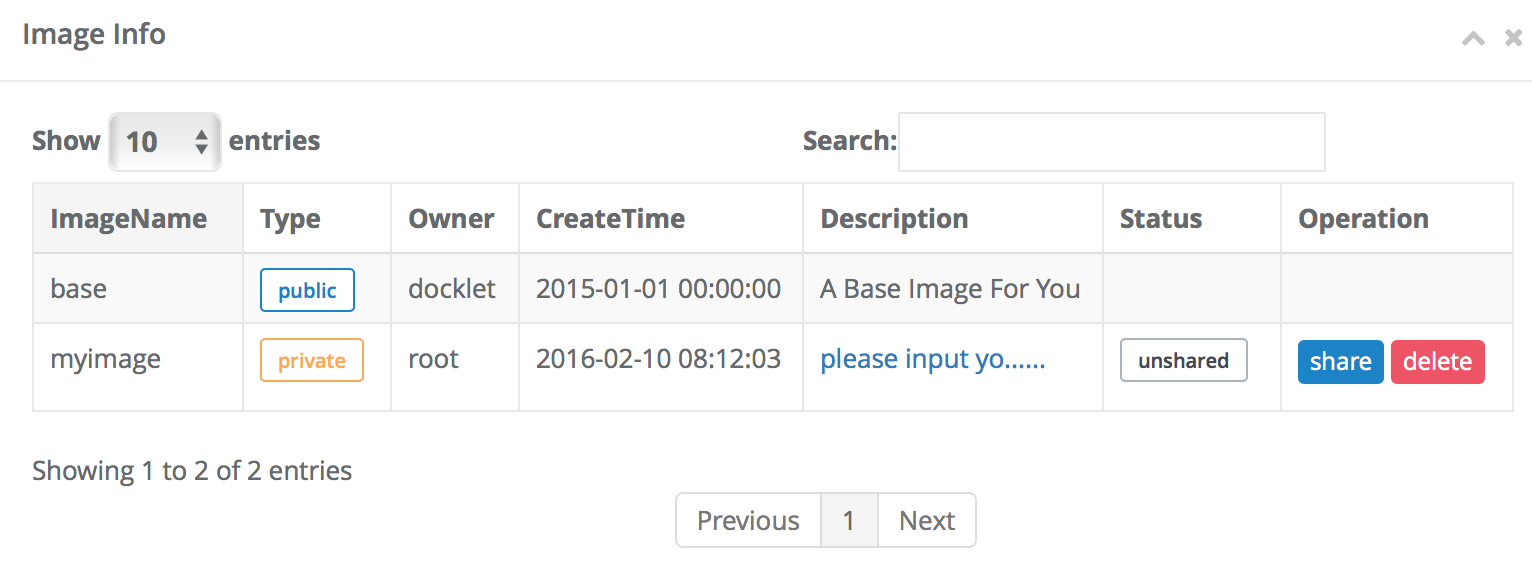 Image Info
Show 10 entries Search:
ImageName Type Owner CreateTime Description Status Operation
base public docklet 2015-01-01 00:00:00 A Base Image For You
myimage private root 2016-02-10 08:12:03 please input yo...... unshared share delete
Showing 1 to 2 of 2 entries
Previous 1 Next